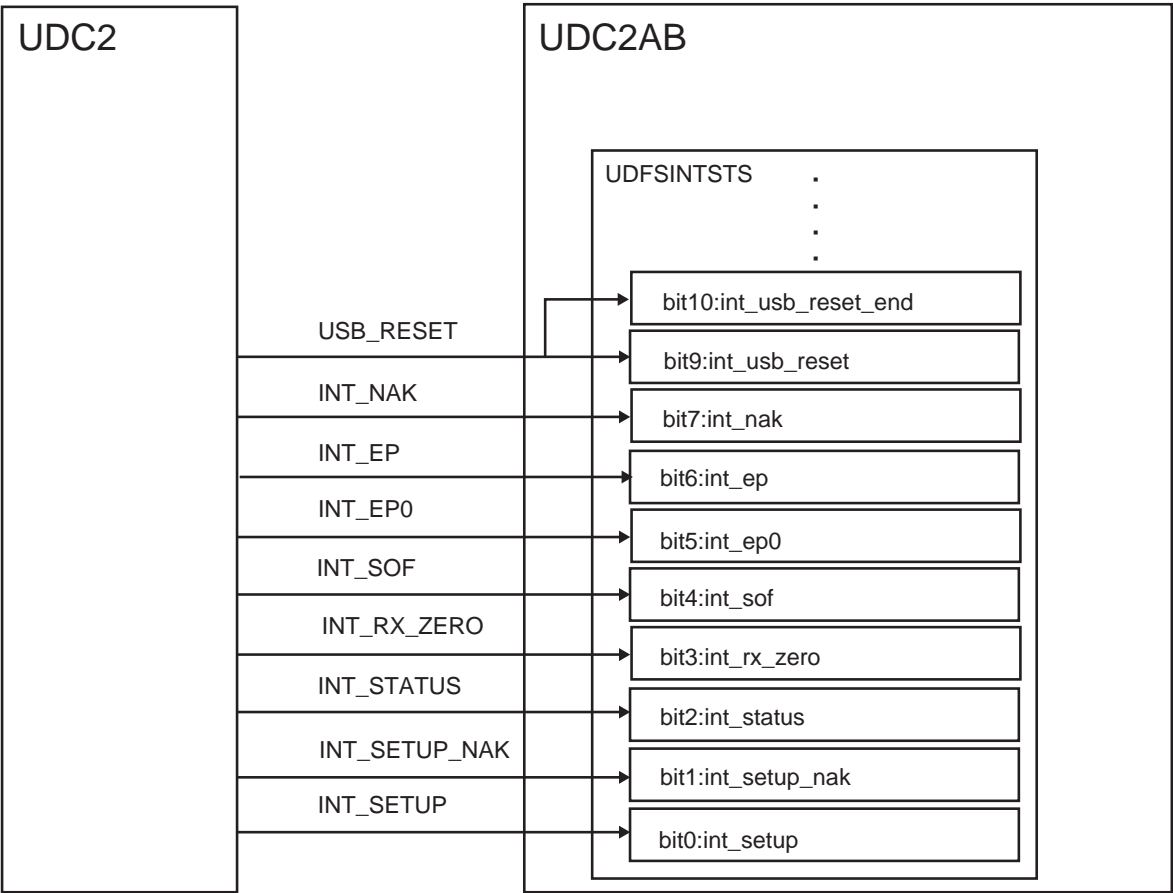 UDC2
UDC2AB
UDFSINTSTS
bit10:int_usb_reset_end
USB_RESET
bit9:int_usb_reset
INT_NAK
bit7:int_nak
INT_EP
bit6:int_ep
INT_EP0
bit5:int_ep0
INT_SOF
bit4:int_sof
INT_RX_ZERO
bit3:int_rx_zero
INT_STATUS
bit2:int_status
INT_SETUP_NAK
bit1:int_setup_nak
INT_SETUP
bit0:int_setup